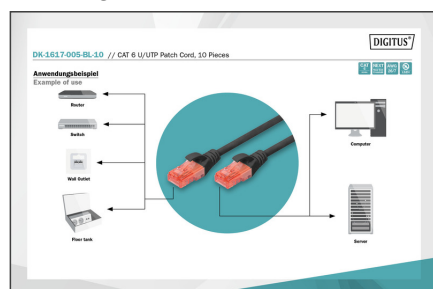 DIGITUS®
DK-1617-005-BL-10 // CAT 6 U/UTP Patch Cord, 10 Pieces
Anwendungsbeispiel
Example of use
Router
Switch
Wall Outlet
Floor tank
Computer
Server